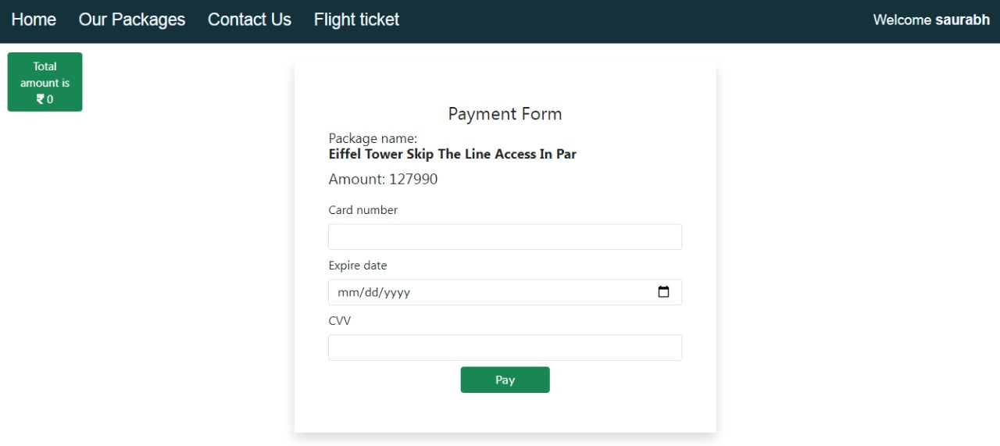 Home Our Packages Contact Us Flight ticket Welcome saurabh
Total
amount is
₹ 0
Payment Form
Package name:
Eiffel Tower Skip The Line Access In Par
Amount: 127990
Card number
Expire date
mm/dd/yyyy
CVV
Pay